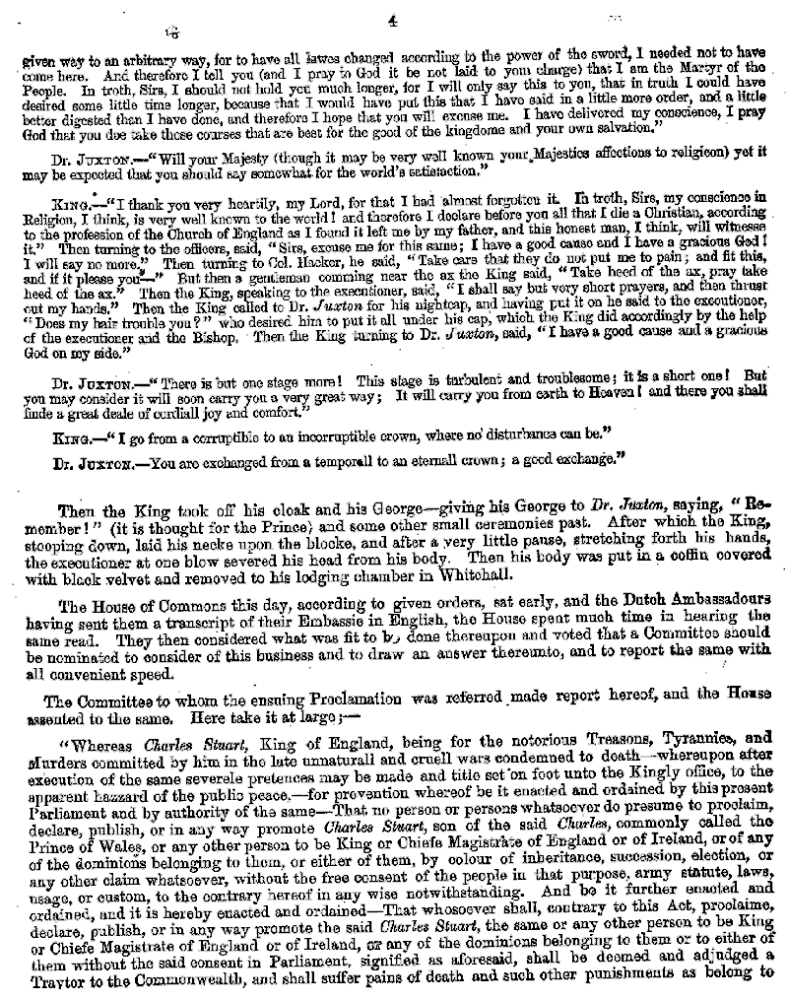 4
given way to an arbitrary way, for to have all lawes changed according to the power of the sword, I needed not to have
come here. And therefore I tell you (and I pray to God it be not laid to your charge) that I am the Martyr of the
People. In troth, Sirs, I should not hold you much longer, for I will only say this to you, that in truth I could have
desired some little time longer, because that I would have put this that I have said in a little more order, and a little
better digested than I have done, and therefore I hope that you will excuse me. I have delivered my conscience, I pray
God that you doe take those courses that are best for the good of the kingdome and your own salvation."
Dr. JUXTON.—"Will your Majesty (though it may be very well known your Majesties affections to religion) yet it
may be expected that you should say somewhat for the world's satisfaction."
KING.—"I thank you very heartily, my Lord, for that I had almost forgotten it. In troth, Sirs, my conscience in
Religion, I think, is very well known to the world! and therefore I declare before you all that I die a Christian, according
to the profession of the Church of England as I found it left me by my father, and this honest man, I think, will witnesse
it." Then turning to the officers, said, "Sirs, excuse me for this same; I have a good cause and I have a gracious God!
I will say no more." Then turning to Col. Hacker, he said, "Take care that they do not put me to pain; and fit this,
and if it please you—" But then a gentleman comming near the ax the King said, "Take heed of the ax, pray take
heed of the ax." Then the King, speaking to the executioner, said, "I shall say but very short prayers, and then thrust
out my hands." Then the King called to Dr. Juxton for his nightcap, and having put it on he said to the executioner,
"Does my hair trouble you?" who desired him to put it all under his cap, which the King did accordingly by the help
of the executioner and the Bishop. Then the King turning to Dr. Juxton, said, "I have a good cause and a gracious
God on my side."
Dr. JUXTON.—"There is but one stage more! This stage is turbulent and troublesome; it is a short one! But
you may consider it will soon carry you a very great way; It will carry you from earth to Heaven! and there you shall
finde a great deale of cordiall joy and comfort."
KING.—"I go from a corruptible to an incorruptible crown, where no disturbance can be."
Dr. JUXTON.—You are exchanged from a temporall to an eternall crown; a good exchange."
Then the King took off his cloak and his George—giving his George to Dr. Juxton, saying, "Re-
member!" (it is thought for the Prince) and some other small ceremonies past. After which the King,
stooping down, laid his necke upon the blocke, and after a very little pause, stretching forth his hands,
the executioner at one blow severed his head from his body. Then his body was put in a coffin covered
with black velvet and removed to his lodging chamber in Whitehall.
The House of Commons this day, according to given orders, sat early, and the Dutch Ambassadours
having sent them a transcript of their Embassie in English, the House spent much time in hearing the
same read. They then considered what was fit to be done thereupon and voted that a Committee should
be nominated to consider of this business and to draw an answer thereunto, and to report the same with
all convenient speed.
The Committee to whom the ensuing Proclamation was referred made report hereof, and the House
assented to the same. Here take it at large;—
"Whereas Charles Stuart, King of England, being for the notorious Treasons, Tyrannies, and
Murders committed by him in the late unnaturall and cruell wars condemned to death—whereupon after
execution of the same severele pretences may be made and title set on foot unto the Kingly office, to the
apparent hazzard of the public peace,—for prevention whereof be it enacted and ordained by this present
Parliament and by authority of the same—That no person or persons whatsoever do presume to proclaim,
declare, publish, or in any way promote Charles Stuart, son of the said Charles, commonly called the
Prince of Wales, or any other person to be King or Chiefe Magistrate of England or of Ireland, or of any
of the dominions belonging to them, or either of them, by colour of inheritance, succession, election, or
any other claim whatsoever, without the free consent of the people in that purpose, army statute, laws,
usage, or custom, to the contrary hereof in any wise notwithstanding. And be it further enacted and
ordained, and it is hereby enacted and ordained—That whosoever shall, contrary to this Act, proclaime,
declare, publish, or in any way promote the said Charles Stuart, the same or any other person to be King
or Chiefe Magistrate of England or of Ireland, or any of the dominions belonging to them or to either of
them without the said consent in Parliament, signified as aforesaid, shall be deemed and adjudged a
Traytor to the Commonwealth, and shall suffer pains of death and such other punishments as belong to